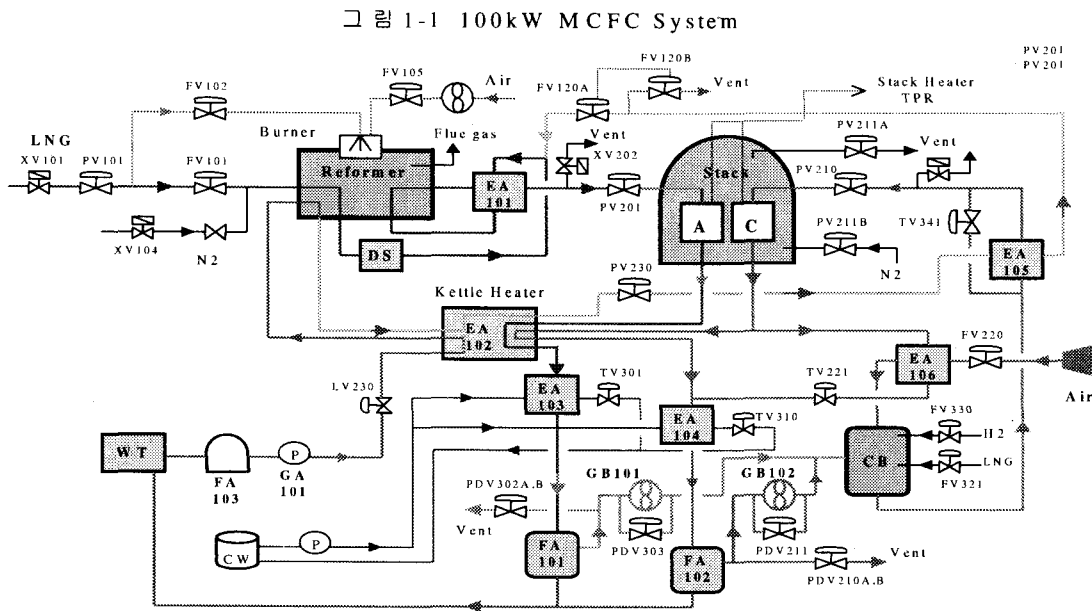 그림 1-1 100kW MCFC System
PV201
PV201
FV120B
FV102
FV105
Air
FV120A
Vent
Stack Heater
TPR
LNG
Burner
Flue gas
Vent
PV211A
Vent
XV101
PV101
FV101
Reformer
XV202
Stack
PV210
EA
101
PV201
A
C
PV211B
TV341
XV104
N2
DS
N2
EA
105
PV230
Kettle Heater
EA
102
FV220
LV230
EA
103
TV301
TV221
EA
106
Air
EA
104
TV310
FV330
H2
WT
FA
103
P
GA
101
CB
LNG
FV321
PDV302A,B
GB101
GB102
Vent
P
CW
FA
101
PDV303
FA
102
PDV211
Vent
PDV210A,B